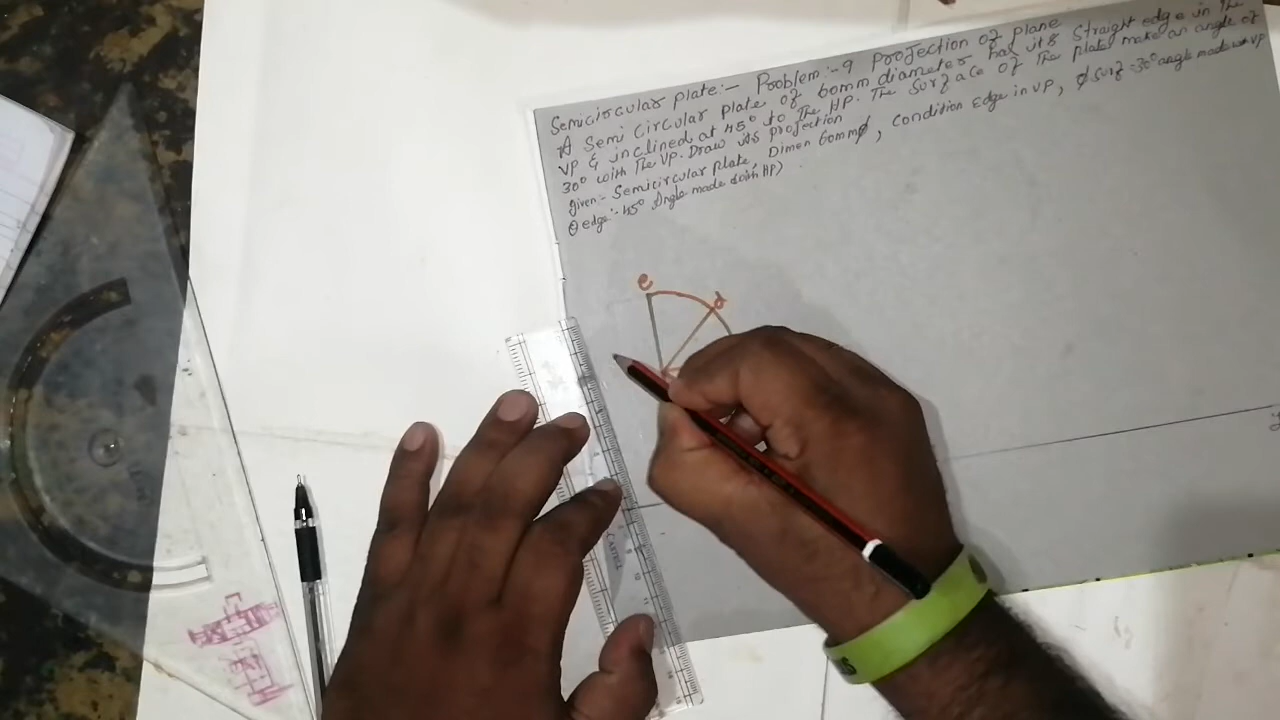 Semicircular plate:- Problem:-9 Projection of plane
A Semi Circular plate of 60mm diameter has its Straight edge in the
VP & inclined at 45° to The HP. The Surface of The plate make an angle of
30° with The VP. Draw its projection
given:- Semicircular plate, Dimen 60mmϕ, Condition Edge in VP, ϕ Surf=30° angle made with VP
θ edge:- 45° Angle made with HP)
e
d
CASTEL